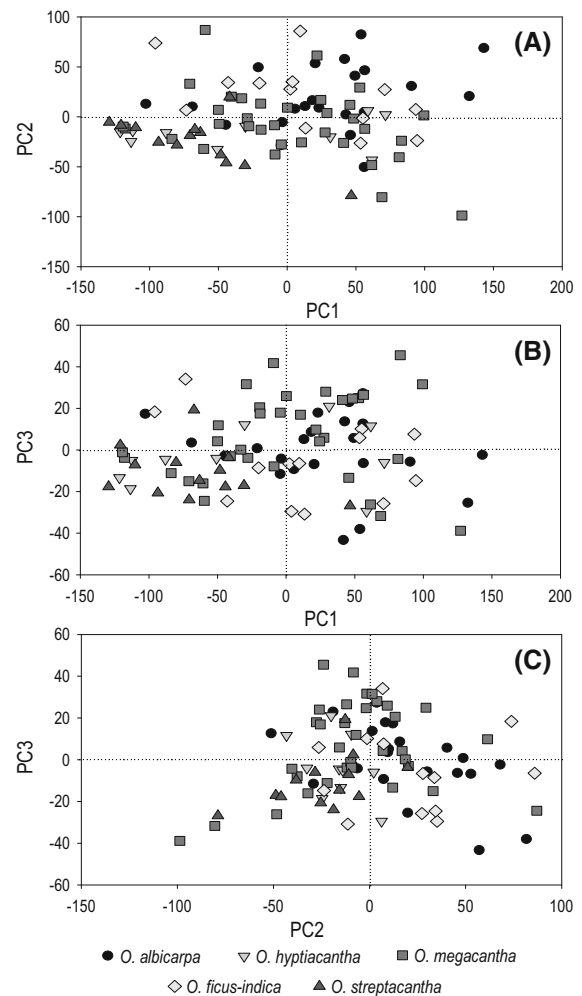 (A)
100
50
0
-50
-100
-150
PC2
-150 -100 -50 0 50 100 150 200
PC1
(B)
60
40
20
0
-20
-40
-60
PC3
-150 -100 -50 0 50 100 150 200
PC1
(C)
60
40
20
0
-20
-40
-60
PC3
-150 -100 -50 0 50 100
PC2
O. albicarpa O. hyptiacantha O. megacantha
O. ficus-indica O. streptacantha